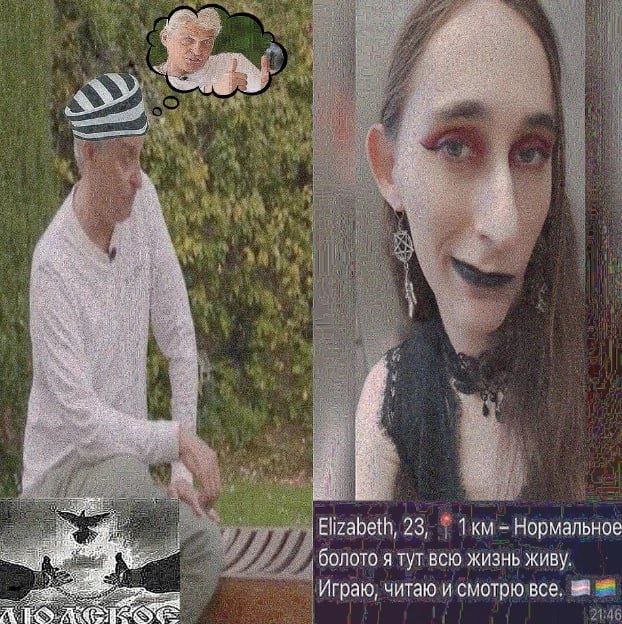 ЛЮДСКОЕ
Elizabeth, 23, 📍 1 км – Нормальное
болото я тут всю жизнь живу.
Играю, читаю и смотрю все. 🏳️‍⚧️🏳️‍🌈
21:46